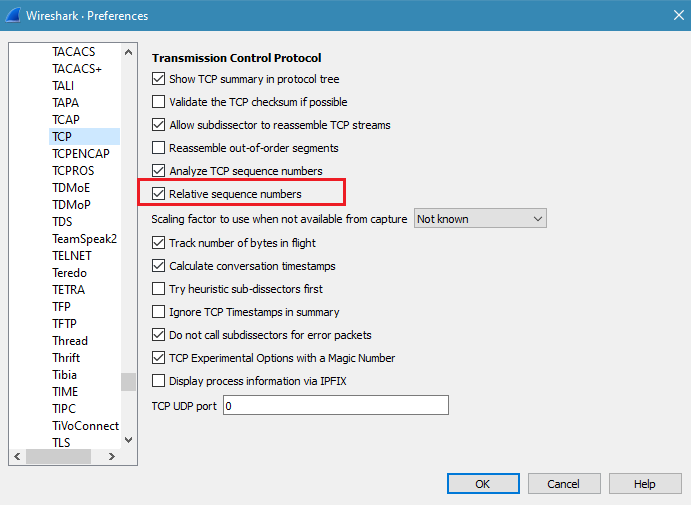 Wireshark · Preferences
TACACS
TACACS+
TALI
TAPA
TCAP
TCP
TCPENCAP
TCPROS
TDMoE
TDMoP
TDS
TeamSpeak2
TELNET
Teredo
TETRA
TFP
TFTP
Thread
Thrift
Tibia
TIME
TIPC
TiVoConnect
TLS
Transmission Control Protocol
Show TCP summary in protocol tree
Validate the TCP checksum if possible
Allow subdissector to reassemble TCP streams
Reassemble out-of-order segments
Analyze TCP sequence numbers
Relative sequence numbers
Scaling factor to use when not available from capture Not known
Track number of bytes in flight
Calculate conversation timestamps
Try heuristic sub-dissectors first
Ignore TCP Timestamps in summary
Do not call subdissectors for error packets
TCP Experimental Options with a Magic Number
Display process information via IPFIX
TCP UDP port 0
OK Cancel Help